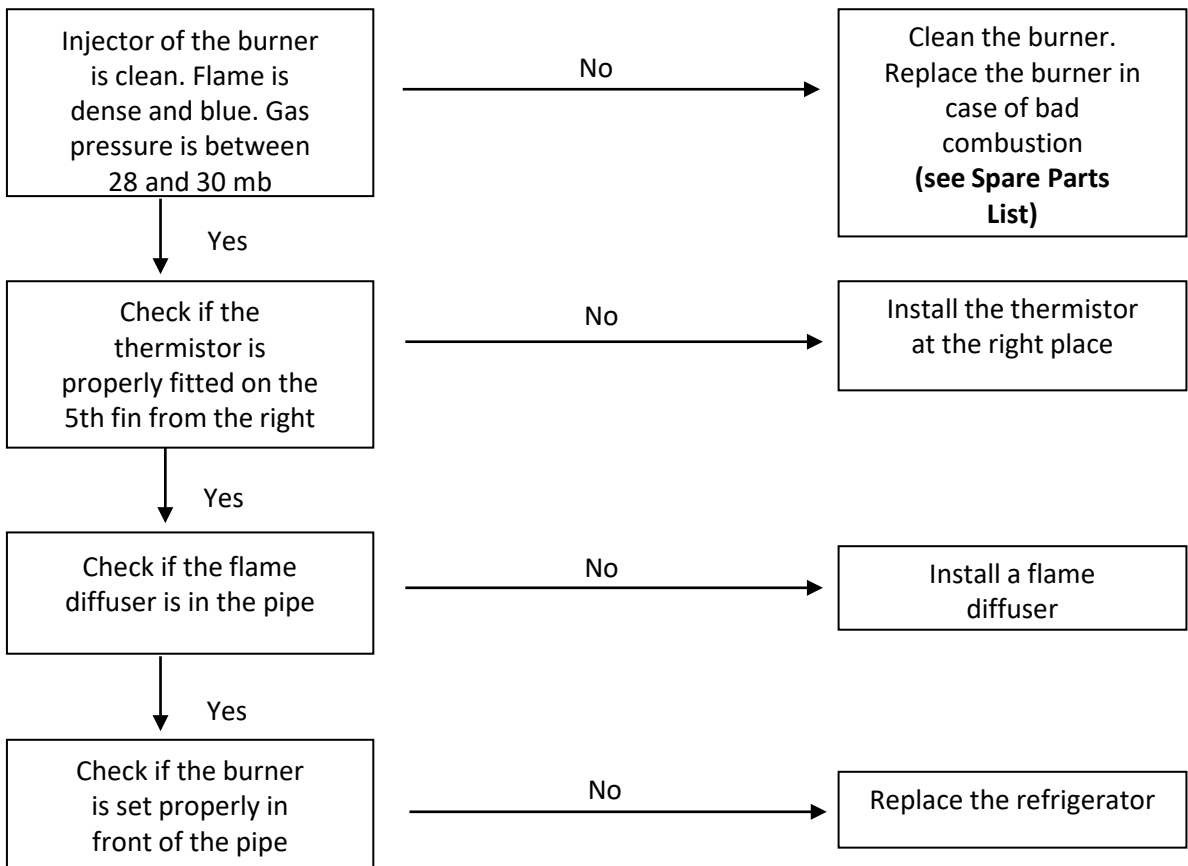 Injector of the burner
is clean. Flame is
dense and blue. Gas
pressure is between
28 and 30 mb
No
Clean the burner.
Replace the burner in
case of bad
combustion
(see Spare Parts
List)
Yes
Check if the
thermistor is
properly fitted on the
5th fin from the right
No
Install the thermistor
at the right place
Yes
Check if the flame
diffuser is in the pipe
No
Install a flame
diffuser
Yes
Check if the burner
is set properly in
front of the pipe
No
Replace the refrigerator